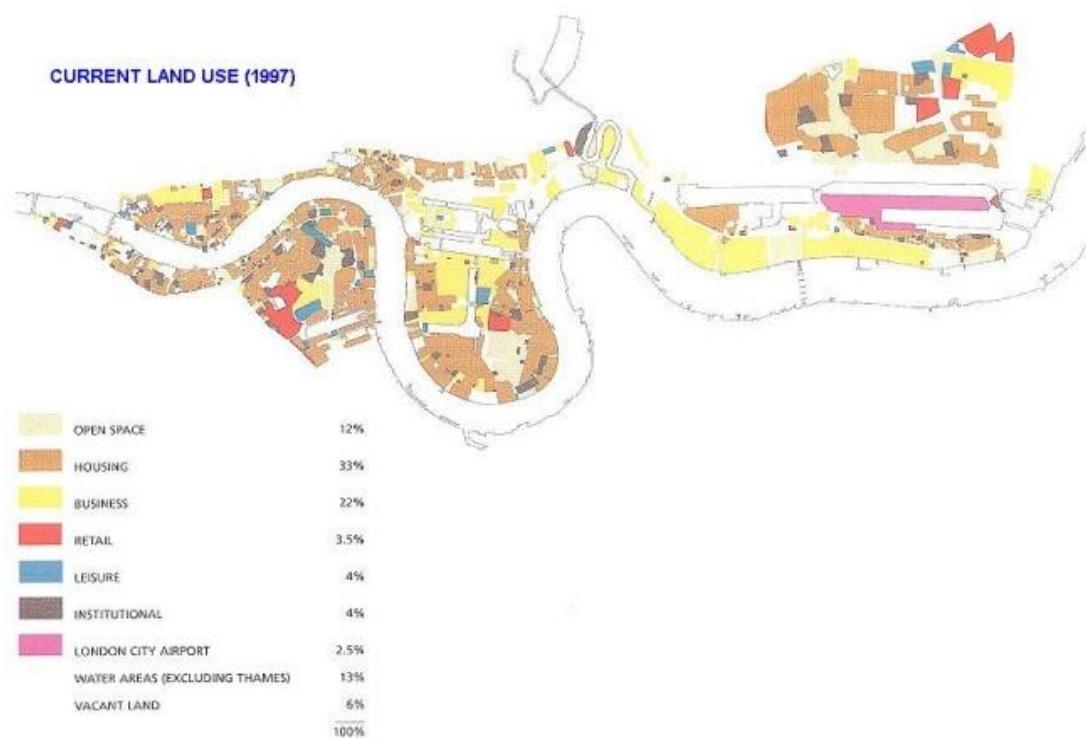 CURRENT LAND USE (1997)
OPEN SPACE 12%
HOUSING 33%
BUSINESS 22%
RETAIL 3.5%
LEISURE 4%
INSTITUTIONAL 4%
LONDON CITY AIRPORT 2.5%
WATER AREAS (EXCLUDING THAMES) 13%
VACANT LAND 6%
100%